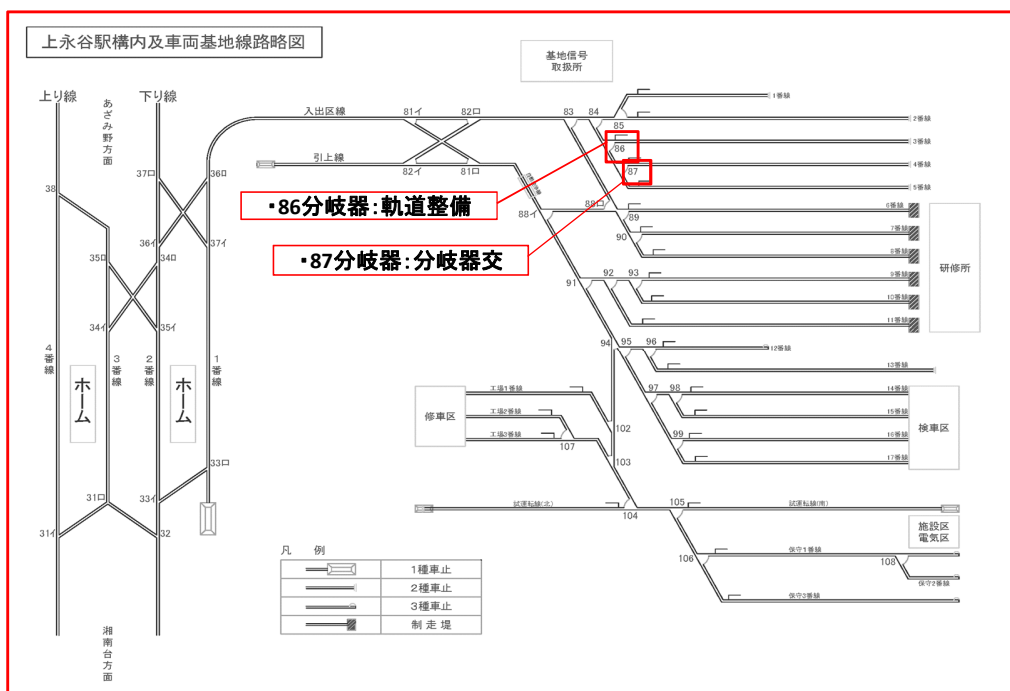 上永谷駅構内及車両基地線路略図
基地信号
取扱所
上り線
あざみ野方面
下り線
入出区線
引上線
81イ
82ロ
82イ
81ロ
83
84
85
86
87
1番線
2番線
3番線
4番線
5番線
38
37ロ
36ロ
36イ
37イ
35ロ
34ロ
34イ
35イ
・86分岐器：軌道整備
・87分岐器：分岐器交
88イ
88ロ
89
90
6番線
7番線
8番線
研修所
91
92
93
9番線
10番線
11番線
94
95
96
12番線
13番線
97
98
99
14番線
15番線
16番線
17番線
検車区
4番線
3番線
2番線
1番線
ホーム
ホーム
修車区
工場1番線
工場2番線
工場3番線
102
107
103
33ロ
31ロ
33イ
31イ
32
試運転線(北)
104
105
試運転線(南)
施設区
電気区
106
保守1番線
108
保守2番線
保守3番線
凡 例
1種車止
2種車止
3種車止
制走堤
湘南台方面